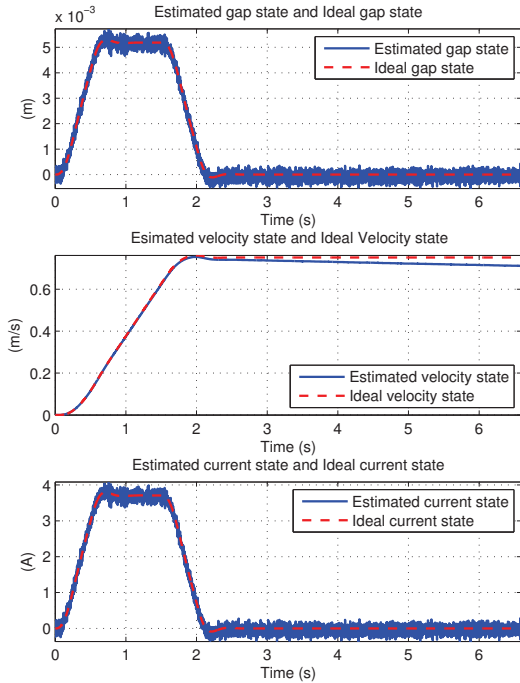 Estimated gap state and Ideal gap state
x 10⁻³
5
4
3
2
1
0
(m)
Estimated gap state
Ideal gap state
0 1 2 3 4 5 6
Time (s)
Esimated velocity state and Ideal Velocity state
0.6
0.4
0.2
0
(m/s)
Estimated velocity state
Ideal velocity state
0 1 2 3 4 5 6
Time (s)
Estimated current state and Ideal current state
4
3
2
1
0
(A)
Estimated current state
Ideal current state
0 1 2 3 4 5 6
Time (s)